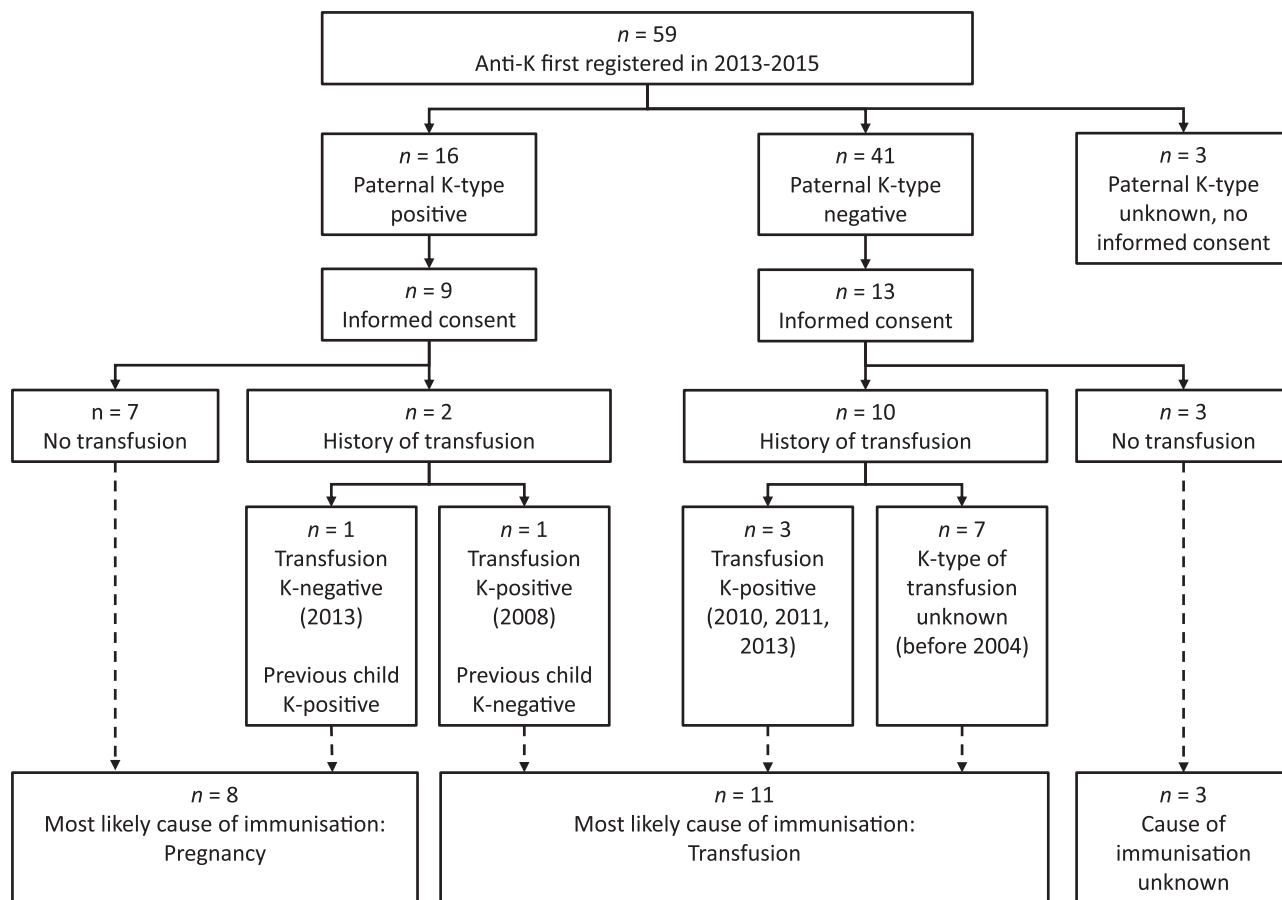 n = 59
Anti-K first registered in 2013-2015
n = 16
Paternal K-type
positive
n = 41
Paternal K-type
negative
n = 3
Paternal K-type
unknown, no
informed consent
n = 9
Informed consent
n = 13
Informed consent
n = 7
No transfusion
n = 2
History of transfusion
n = 10
History of transfusion
n = 3
No transfusion
n = 1
Transfusion
K-negative
(2013)
Previous child
K-positive
n = 1
Transfusion
K-positive
(2008)
Previous child
K-negative
n = 3
Transfusion
K-positive
(2010, 2011,
2013)
n = 7
K-type of
transfusion
unknown
(before 2004)
n = 8
Most likely cause of immunisation:
Pregnancy
n = 11
Most likely cause of immunisation:
Transfusion
n = 3
Cause of
immunisation
unknown